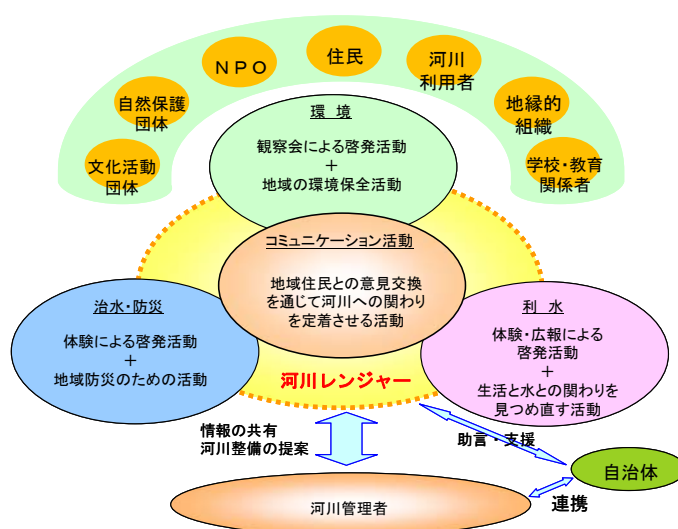 住民
ＮＰＯ
河川
利用者
自然保護
団体
地縁的
組織
文化活動
団体
学校・教育
関係者
環 境
観察会による啓発活動
＋
地域の環境保全活動
コミュニケーション活動
地域住民との意見交換
を通じて河川への関わり
を定着させる活動
治水・防災
体験による啓発活動
＋
地域防災のための活動
利 水
体験・広報による
啓発活動
＋
生活と水との関わりを
見つめ直す活動
河川レンジャー
情報の共有
河川整備の提案
助言・支援
自治体
連携
河川管理者